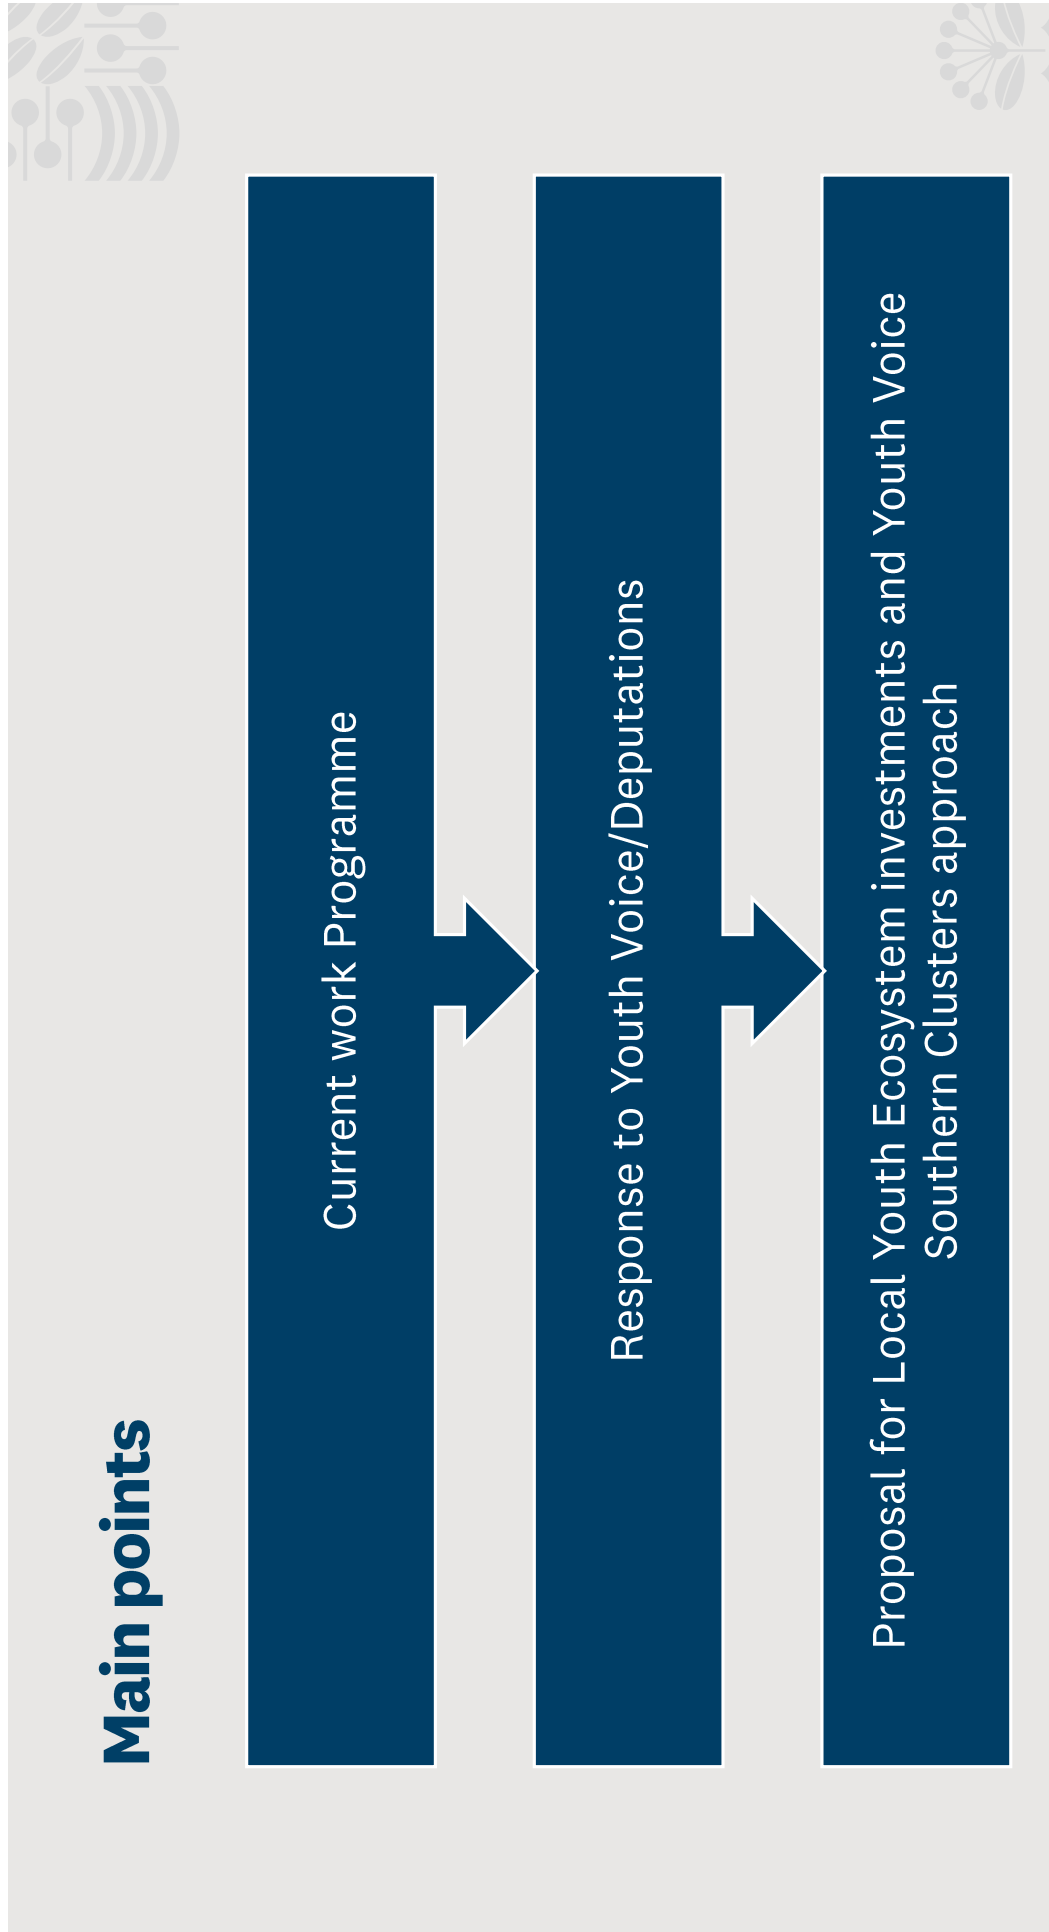 Main points
Current work Programme
Response to Youth Voice/Deputations
Proposal for Local Youth Ecosystem investments and Youth Voice
Southern Clusters approach